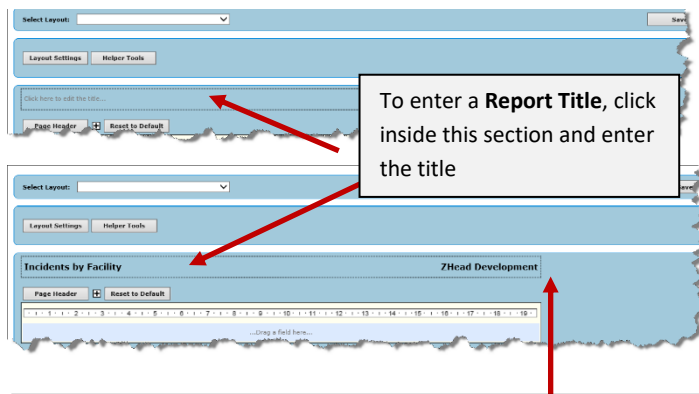 Select Layout:
Save
Layout Settings Helper Tools
Click here to edit the title...
Page Header Reset to Default
To enter a Report Title, click
inside this section and enter
the title
Select Layout:
Save
Layout Settings Helper Tools
Incidents by Facility ZHead Development
Page Header Reset to Default
1 2 3 4 5 6 7 8 9 10 11 12 13 14 15 16 17 18 19
...Drag a field here...